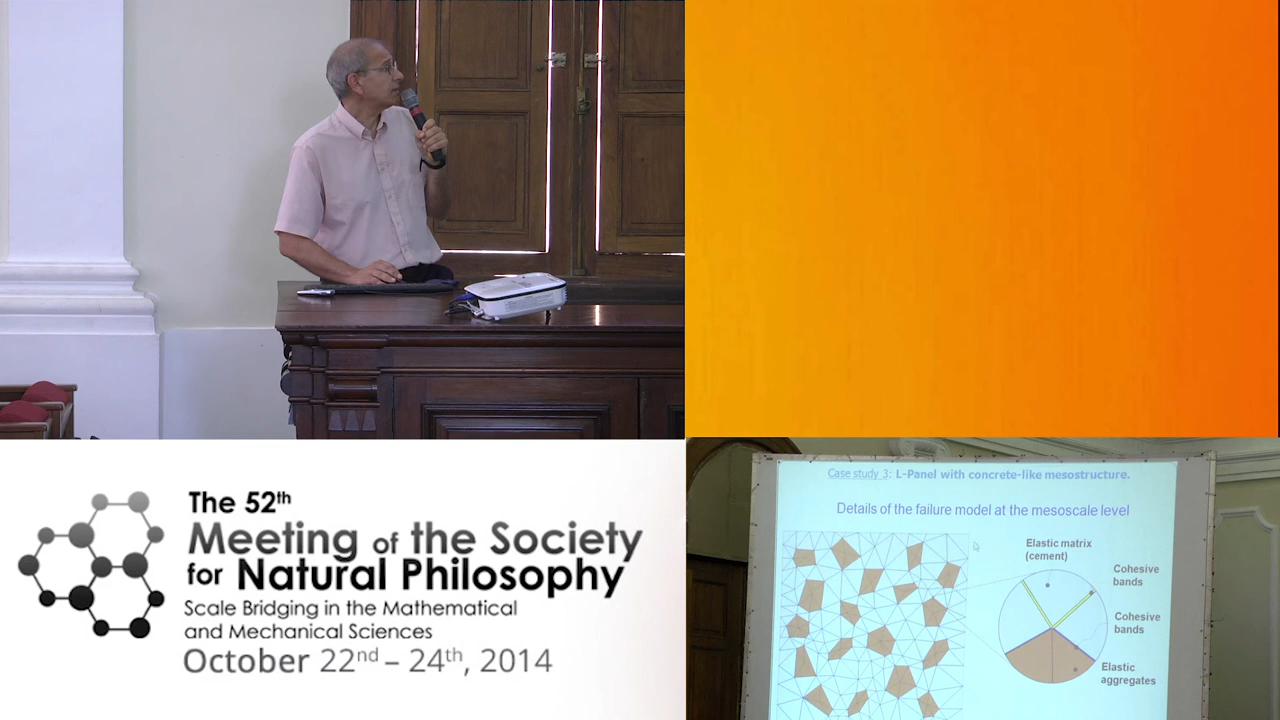 The 52th
Meeting of the Society
for Natural Philosophy
Scale Bridging in the Mathematical
and Mechanical Sciences
October 22nd – 24th, 2014
Case study 3: L-Panel with concrete-like mesostructure.
Details of the failure model at the mesoscale level
Elastic matrix
(cement)
Cohesive
bands
Cohesive
bands
Elastic
aggregates